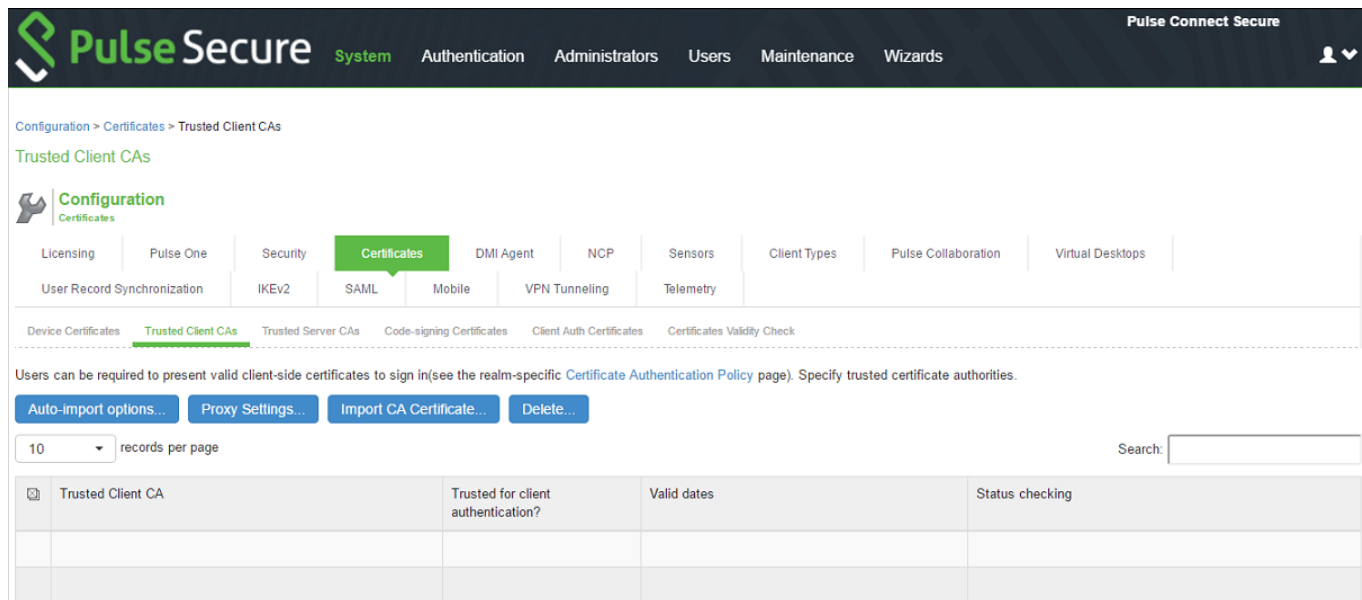 Pulse Connect Secure
Pulse Secure System Authentication Administrators Users Maintenance Wizards
Configuration > Certificates > Trusted Client CAs
Trusted Client CAs
Configuration
Certificates
Licensing Pulse One Security Certificates DMI Agent NCP Sensors Client Types Pulse Collaboration Virtual Desktops
User Record Synchronization IKEv2 SAML Mobile VPN Tunneling Telemetry
Device Certificates Trusted Client CAs Trusted Server CAs Code-signing Certificates Client Auth Certificates Certificates Validity Check
Users can be required to present valid client-side certificates to sign in(see the realm-specific Certificate Authentication Policy page). Specify trusted certificate authorities.
Auto-import options... Proxy Settings... Import CA Certificate... Delete...
10 records per page Search:
Trusted Client CA Trusted for client Valid dates Status checking
authentication?